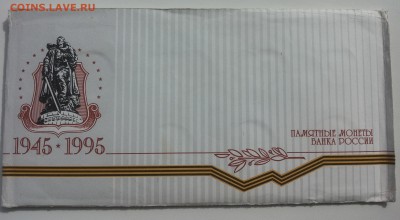 COINS.LAVE.RU
1945 * 1995
ПАМЯТНЫЕ МОНЕТЫ
БАНКА РОССИИ